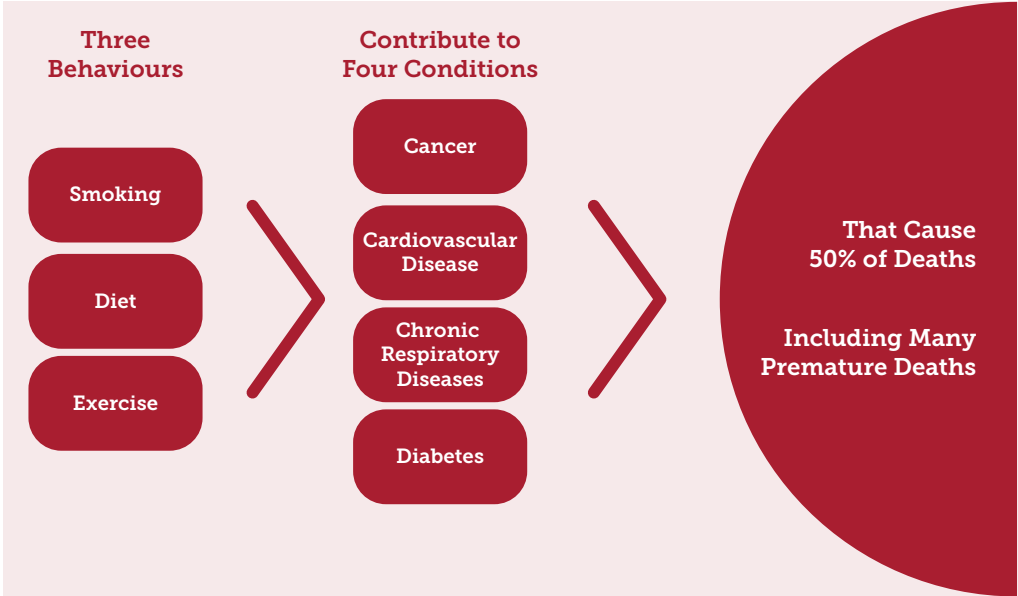 Three
Behaviours
Smoking
Diet
Exercise
Contribute to
Four Conditions
Cancer
Cardiovascular
Disease
Chronic
Respiratory
Diseases
Diabetes
That Cause
50% of Deaths
Including Many
Premature Deaths